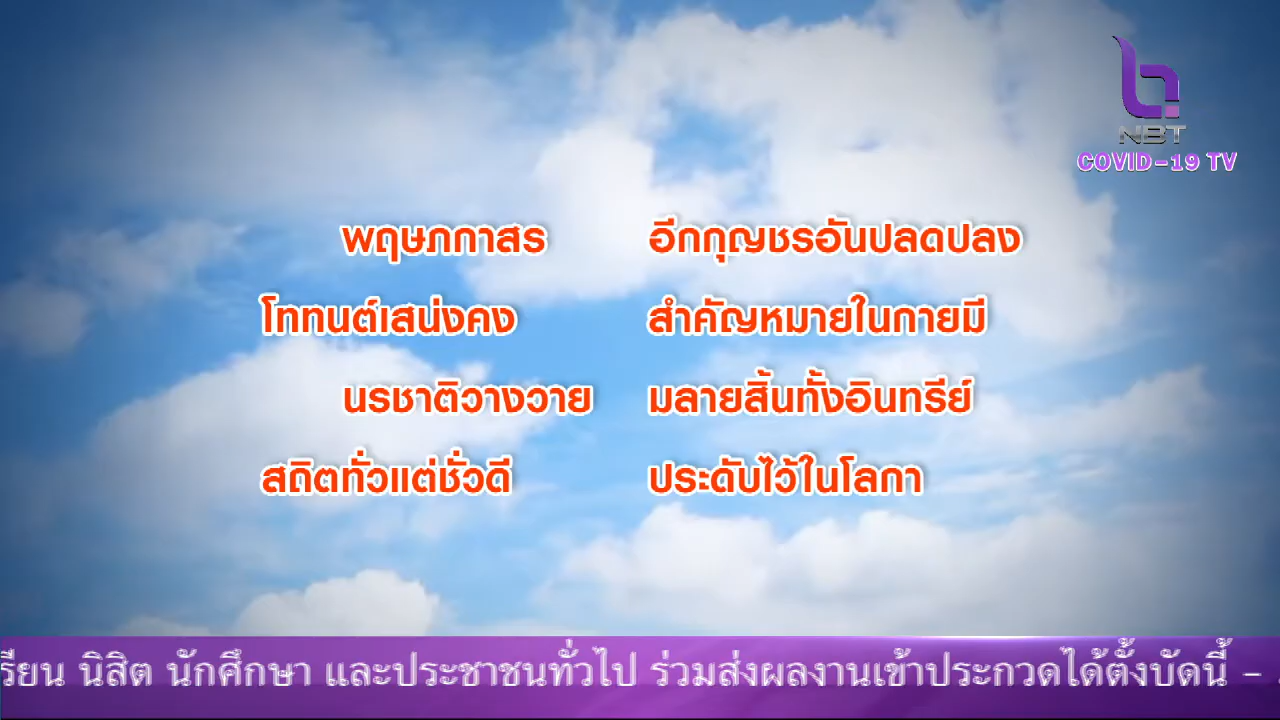 NBT
COVID-19 TV
พฤษภกาสร อีกกุญชรอันปลดปลง
โททนต์เสน่งคง สำคัญหมายในกายมี
นรชาติวางวาย มลายสิ้นทั้งอินทรีย์
สถิตทั่วแต่ชั่วดี ประดับไว้ในโลกา
รียน นิสิต นักศึกษา และประชาชนทั่วไป ร่วมส่งผลงานเข้าประกวดได้ตั้งบัดนี้ –